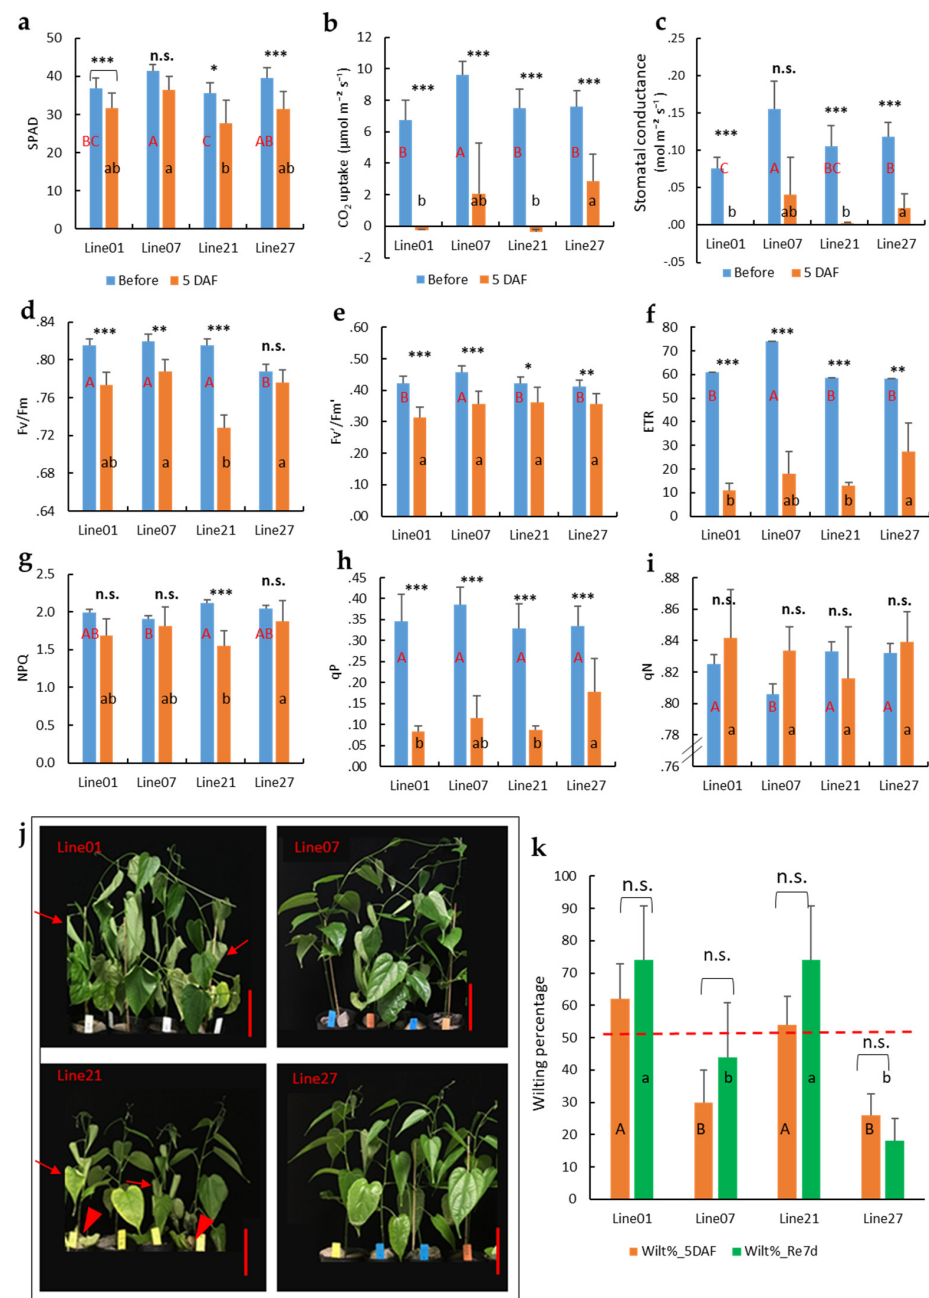 a
SPAD
50
40
30
20
10
0
***
n.s.
*
***
BC
ab
A
a
C
b
AB
ab
Line01 Line07 Line21 Line27
Before 5 DAF
b
CO₂ uptake (µmol m⁻² s⁻¹)
12
10
8
6
4
2
0
-2
***
***
***
***
B
b
A
ab
B
b
B
a
Line01 Line07 Line21 Line27
Before 5 DAF
c
Stomatal conductance
(mol m⁻² s⁻¹)
.25
.20
.15
.10
.05
.00
-.05
***
n.s.
***
***
C
b
A
ab
BC
b
B
a
Line01 Line07 Line21 Line27
Before 5 DAF
d
Fv/Fm
.84
.80
.76
.72
.68
.64
***
**
***
n.s.
A
ab
A
a
A
b
B
a
Line01 Line07 Line21 Line27
e
Fv'/Fm'
.60
.50
.40
.30
.20
.10
.00
***
***
*
**
B
a
A
a
B
a
B
a
Line01 Line07 Line21 Line27
f
ETR
80
70
60
50
40
30
20
10
0
***
***
***
**
B
b
A
ab
B
b
B
a
Line01 Line07 Line21 Line27
g
NPQ
2.5
2.0
1.5
1.0
0.5
0.0
n.s.
n.s.
***
n.s.
AB
ab
B
ab
A
b
AB
a
Line01 Line07 Line21 Line27
h
qP
.45
.40
.35
.30
.25
.20
.15
.10
.05
.00
***
***
***
***
A
b
A
ab
A
b
A
a
Line01 Line07 Line21 Line27
i
qN
.88
.86
.84
.82
.80
.78
.76
n.s.
n.s.
n.s.
n.s.
A
a
B
a
A
a
A
a
Line01 Line07 Line21 Line27
j
Line01
Line07
Line21
Line27
k
Wilting percentage
100
90
80
70
60
50
40
30
20
10
0
n.s.
n.s.
n.s.
n.s.
A
a
B
b
A
a
B
b
Line01 Line07 Line21 Line27
Wilt%_5DAF Wilt%_Re7d